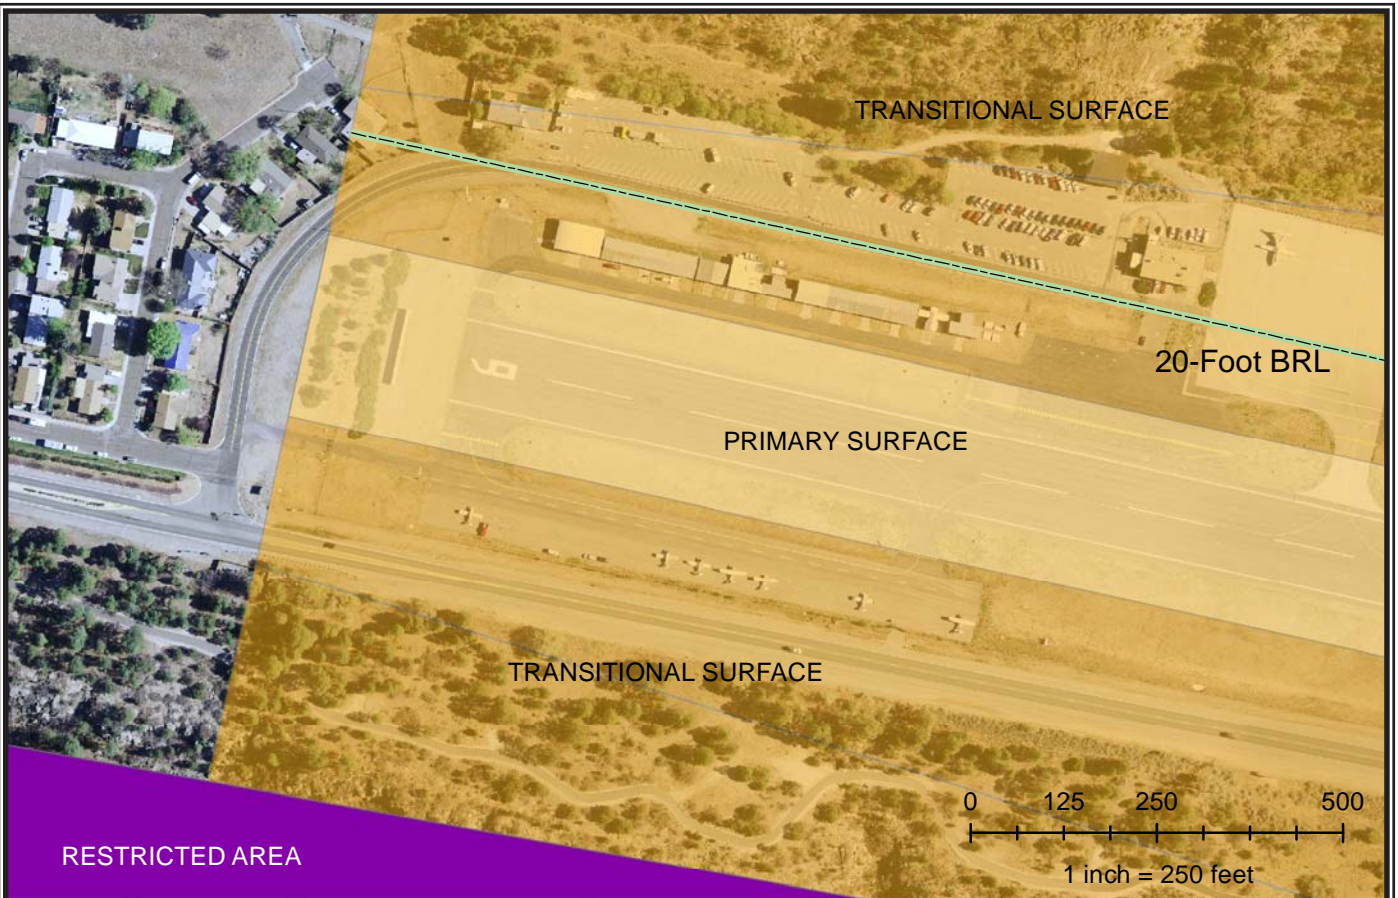 TRANSITIONAL SURFACE
20-Foot BRL
9
PRIMARY SURFACE
TRANSITIONAL SURFACE
0 125 250 500
1 inch = 250 feet
RESTRICTED AREA